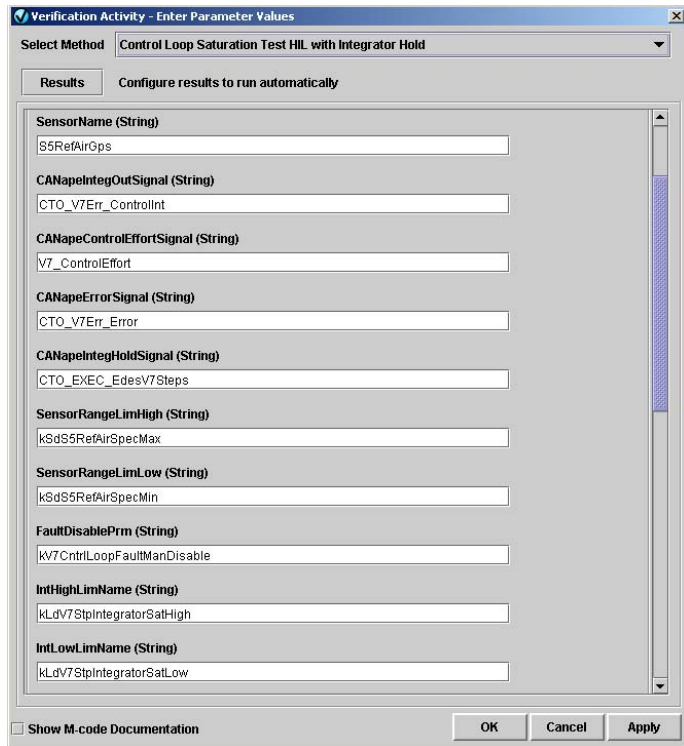 Verification Activity - Enter Parameter Values
Select Method Control Loop Saturation Test HIL with Integrator Hold
Results Configure results to run automatically
SensorName (String)
S5RefAirGps
CANapeIntegOutSignal (String)
CTO_V7Err_ControlInt
CANapeControlEffortSignal (String)
V7_ControlEffort
CANapeErrorSignal (String)
CTO_V7Err_Error
CANapeIntegHoldSignal (String)
CTO_EXEC_EdesV7Steps
SensorRangeLimHigh (String)
kSdS5RefAirSpecMax
SensorRangeLimLow (String)
kSdS5RefAirSpecMin
FaultDisablePrm (String)
kV7CntrlLoopFaultManDisable
IntHighLimName (String)
kLdV7StpIntegratorSatHigh
IntLowLimName (String)
kLdV7StpIntegratorSatLow
Show M-code Documentation OK Cancel Apply